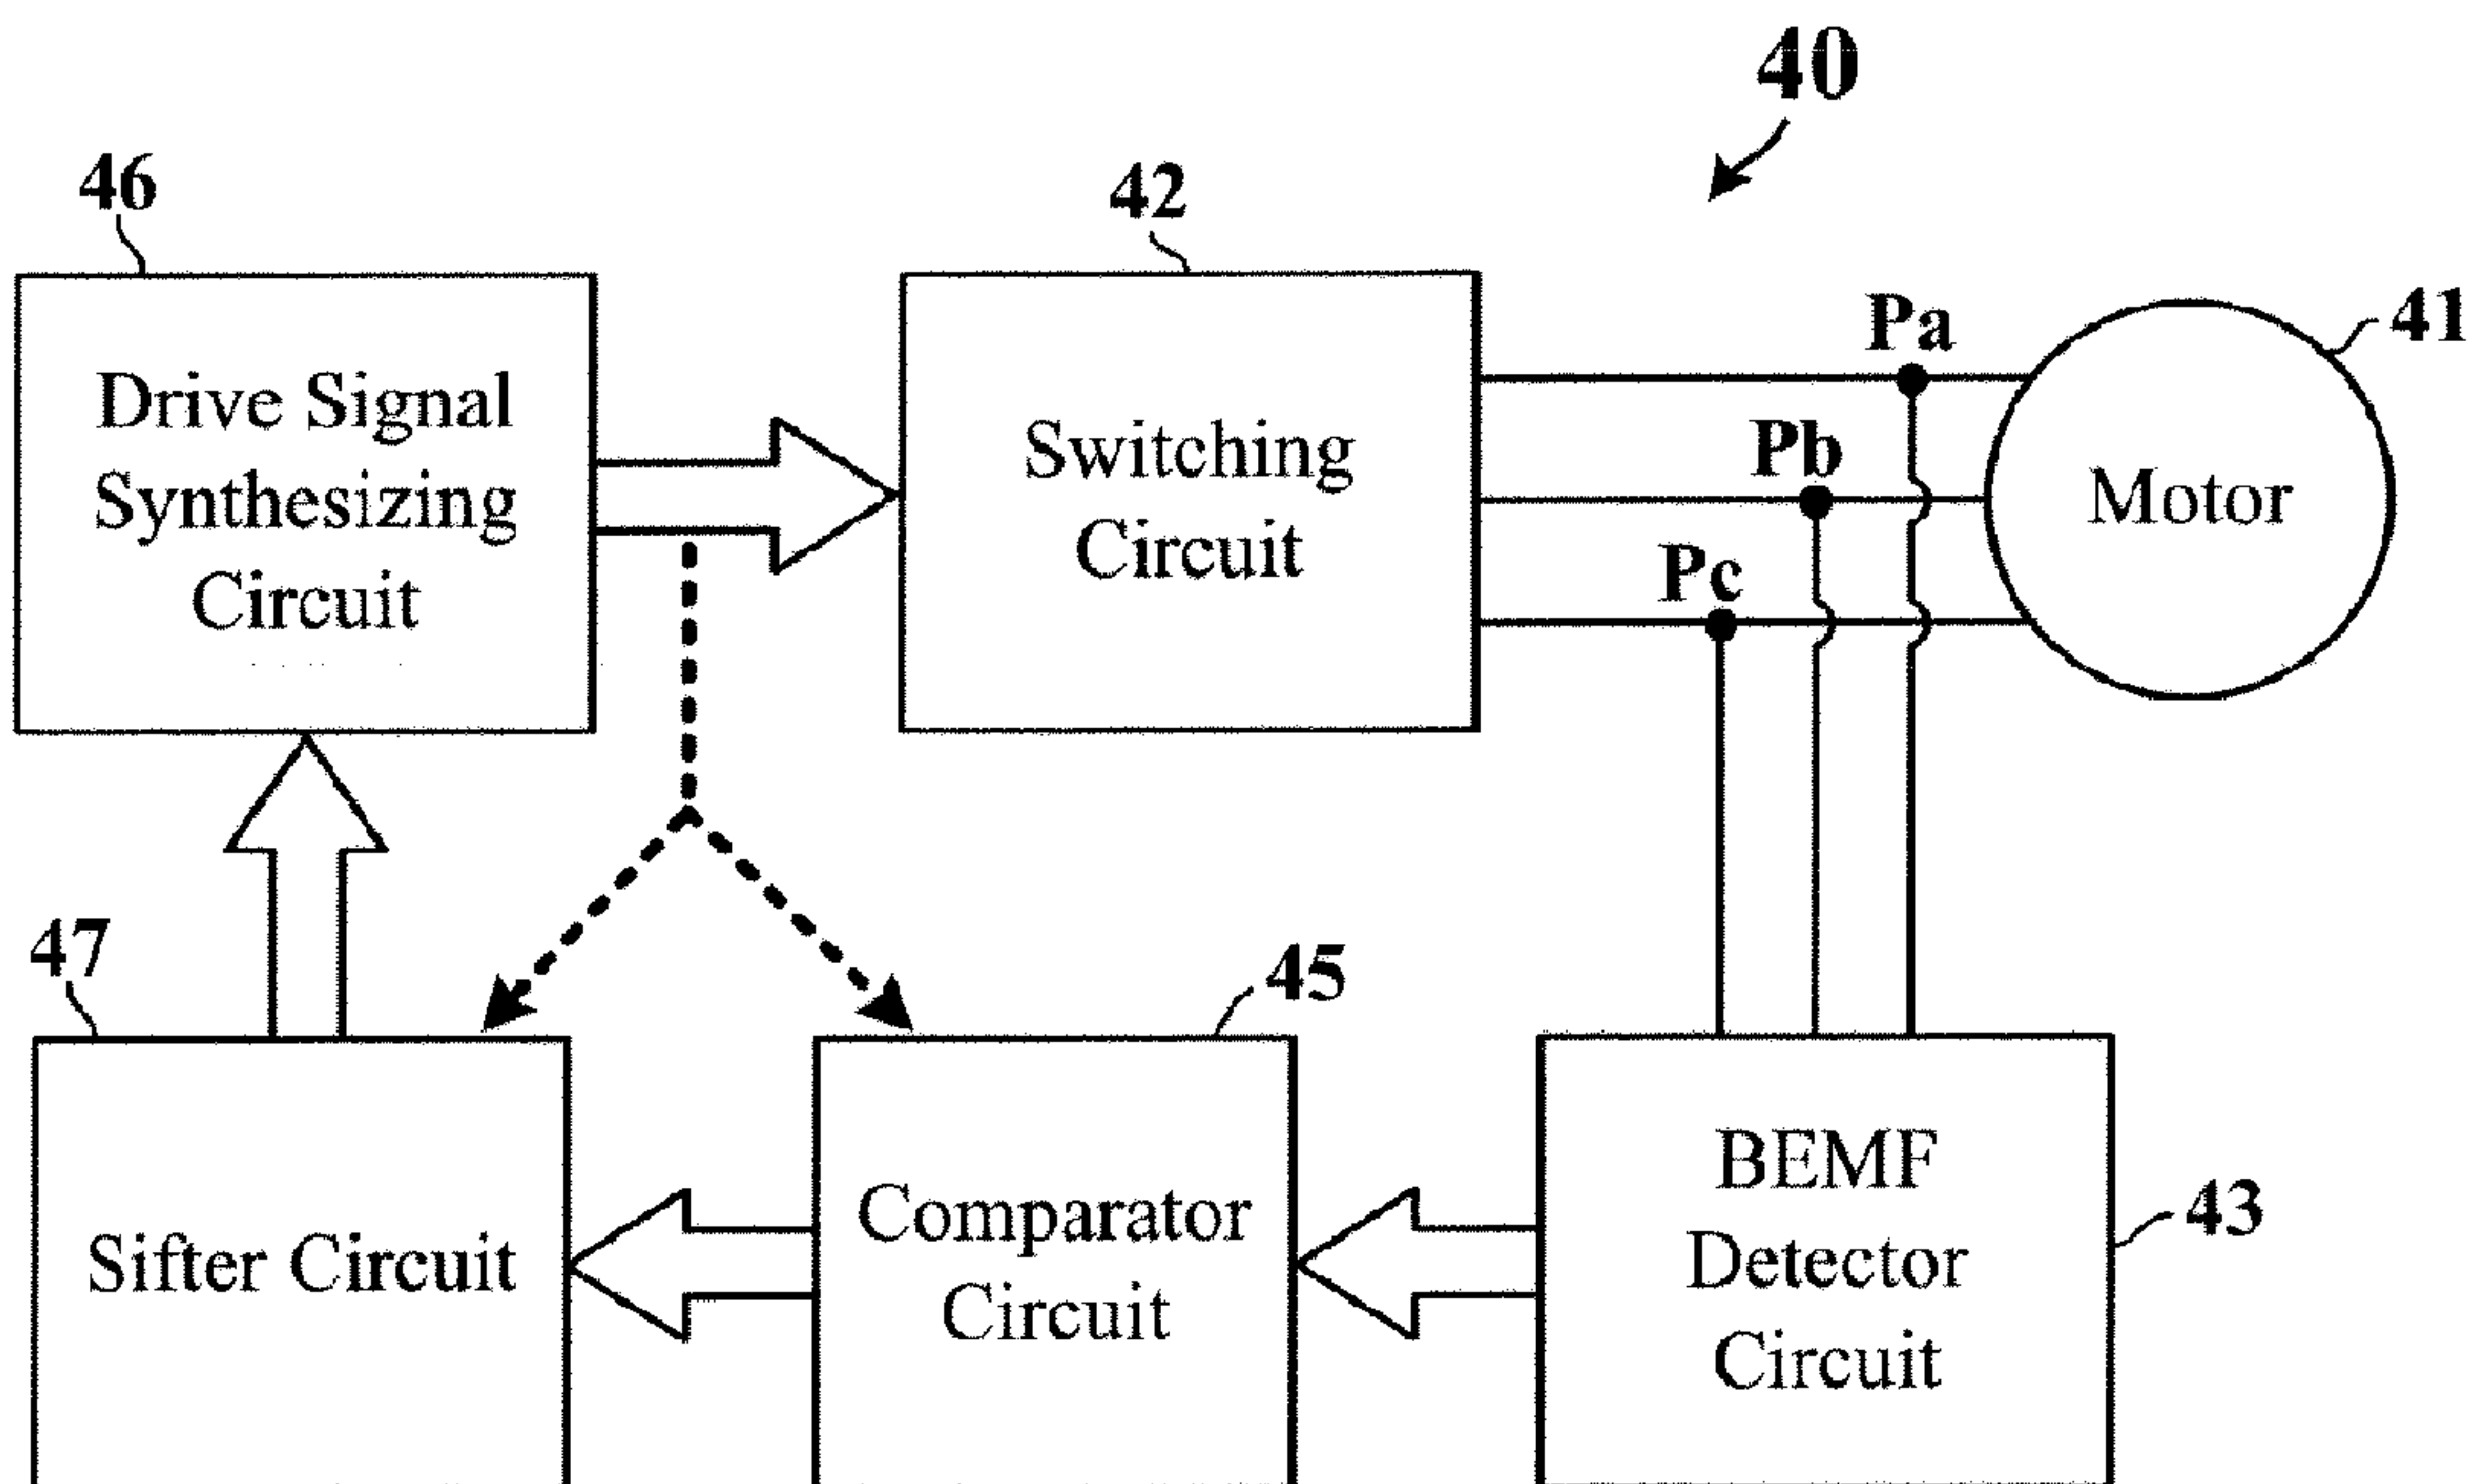 40
46
42
41
Pa
Pb
Pc
Drive Signal
Synthesizing
Circuit
Switching
Circuit
Motor
47
45
43
Sifter Circuit
Comparator
Circuit
BEMF
Detector
Circuit